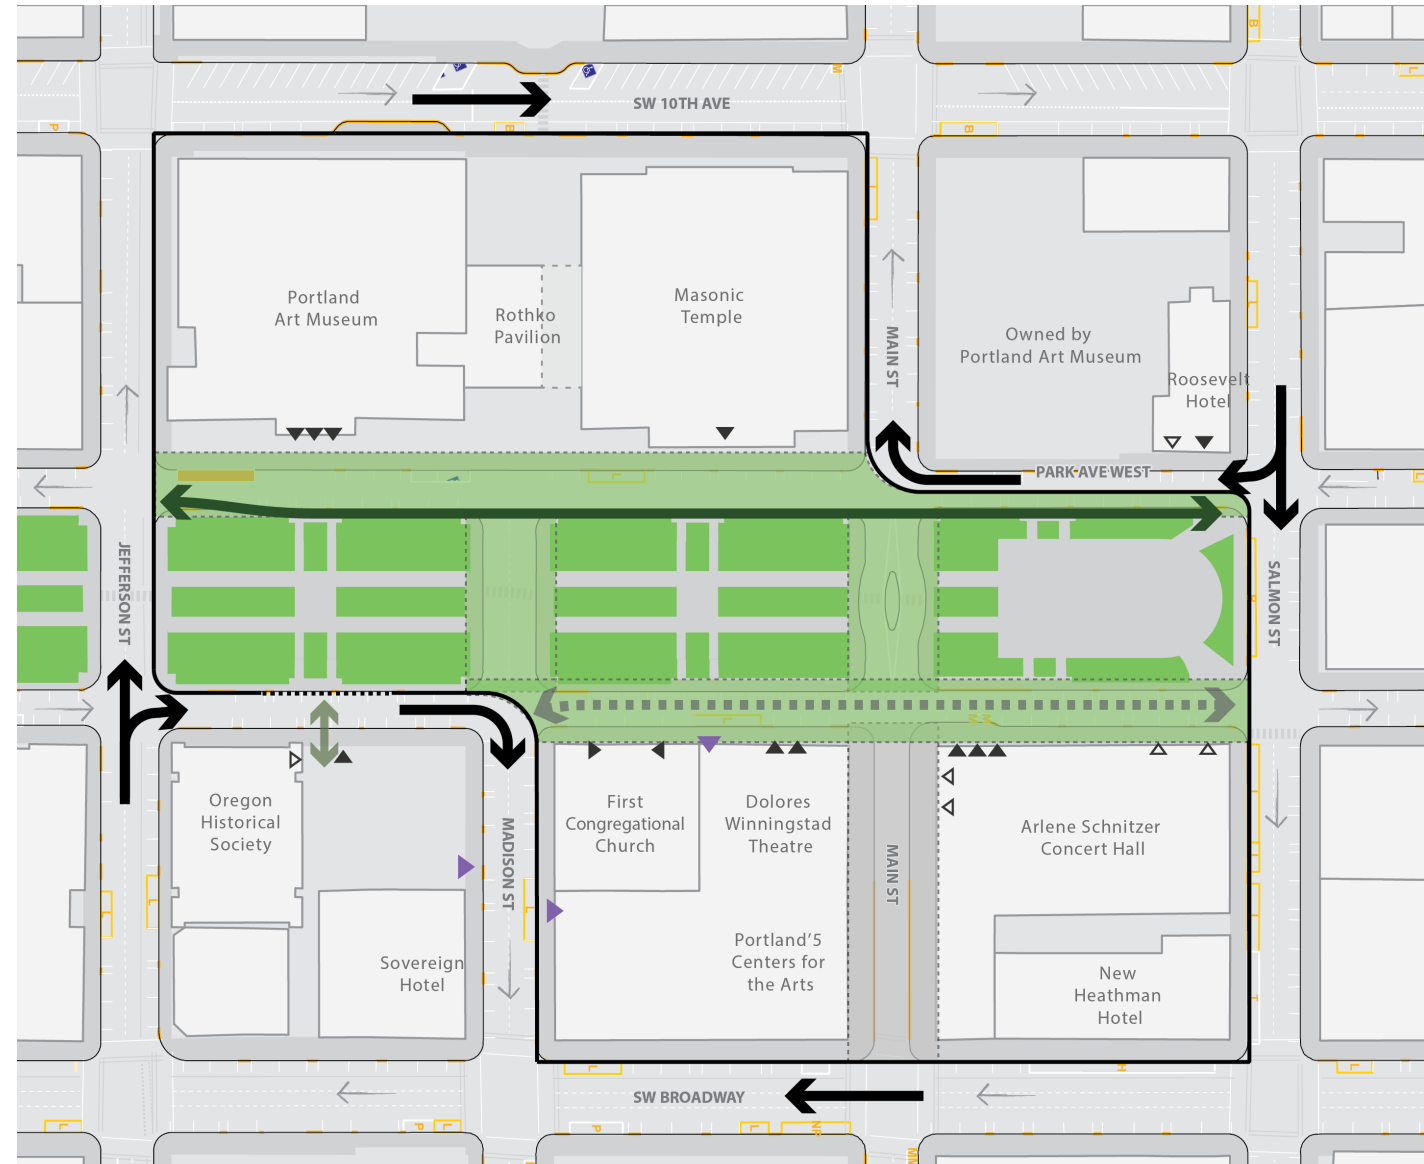 B
L
M
SW 10TH AVE
P
B
B
Portland
Art Museum
Rothko
Pavilion
Masonic
Temple
MAIN ST
Owned by
Portland Art Museum
Roosevelt
Hotel
PARK AVE WEST
L
L
JEFFERSON ST
SALMON ST
L
M
Oregon
Historical
Society
First
Congregational
Church
Dolores
Winningstad
Theatre
Arlene Schnitzer
Concert Hall
MADISON ST
MAIN ST
L
L
L
Portland'5
Centers for
the Arts
Sovereign
Hotel
New
Heathman
Hotel
L
H
L
SW BROADWAY
L
P
L
P
L
NP